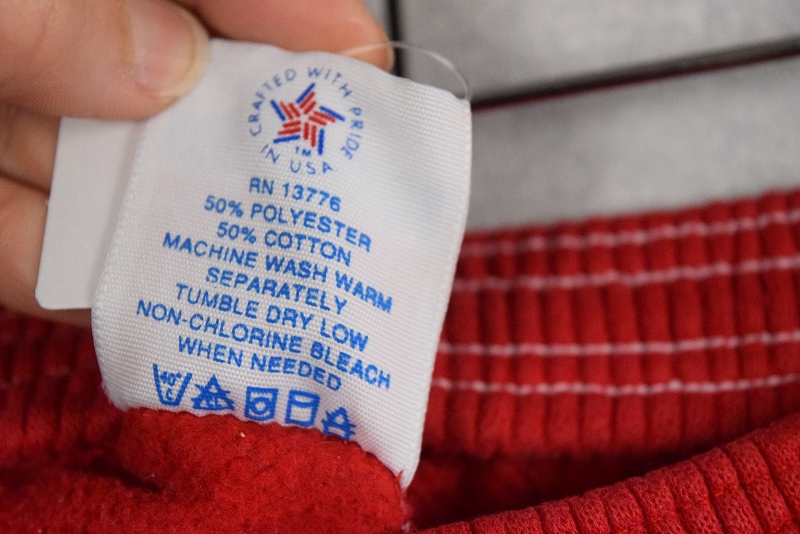 CRAFTED WITH PRIDE
IN USA
TM
RN 13776
50% POLYESTER
50% COTTON
MACHINE WASH WARM
SEPARATELY
TUMBLE DRY LOW
NON-CHLORINE BLEACH
WHEN NEEDED
40°